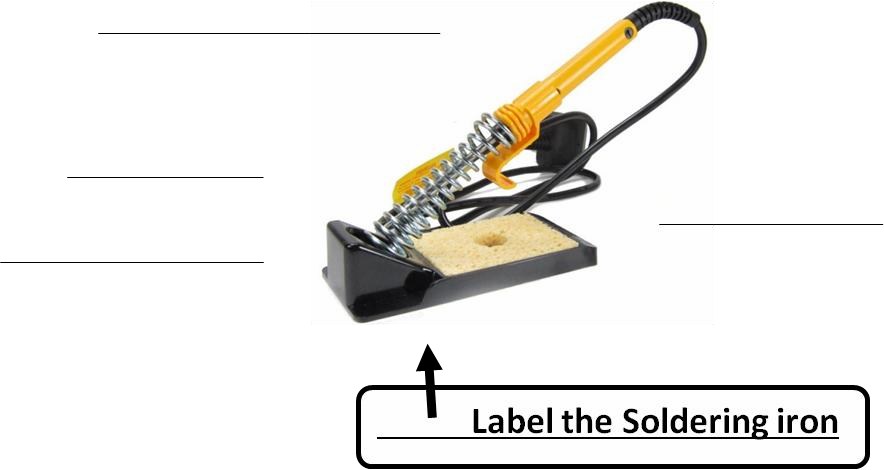 Label the Soldering iron